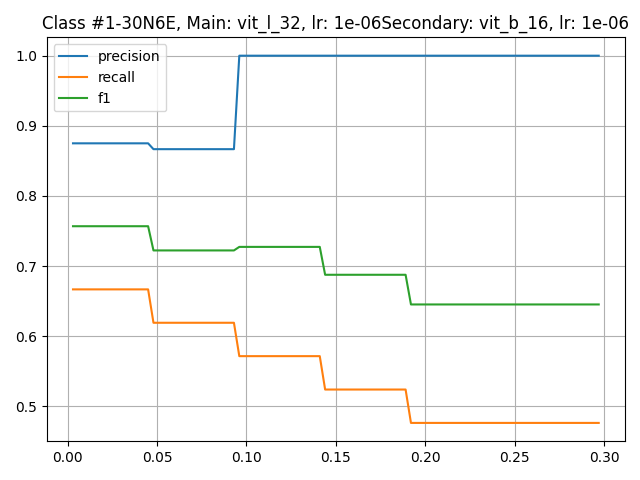 Class #1-30N6E, Main: vit_l_32, lr: 1e-06Secondary: vit_b_16, lr: 1e-06
precision
recall
f1
1.0
0.9
0.8
0.7
0.6
0.5
0.00 0.05 0.10 0.15 0.20 0.25 0.30